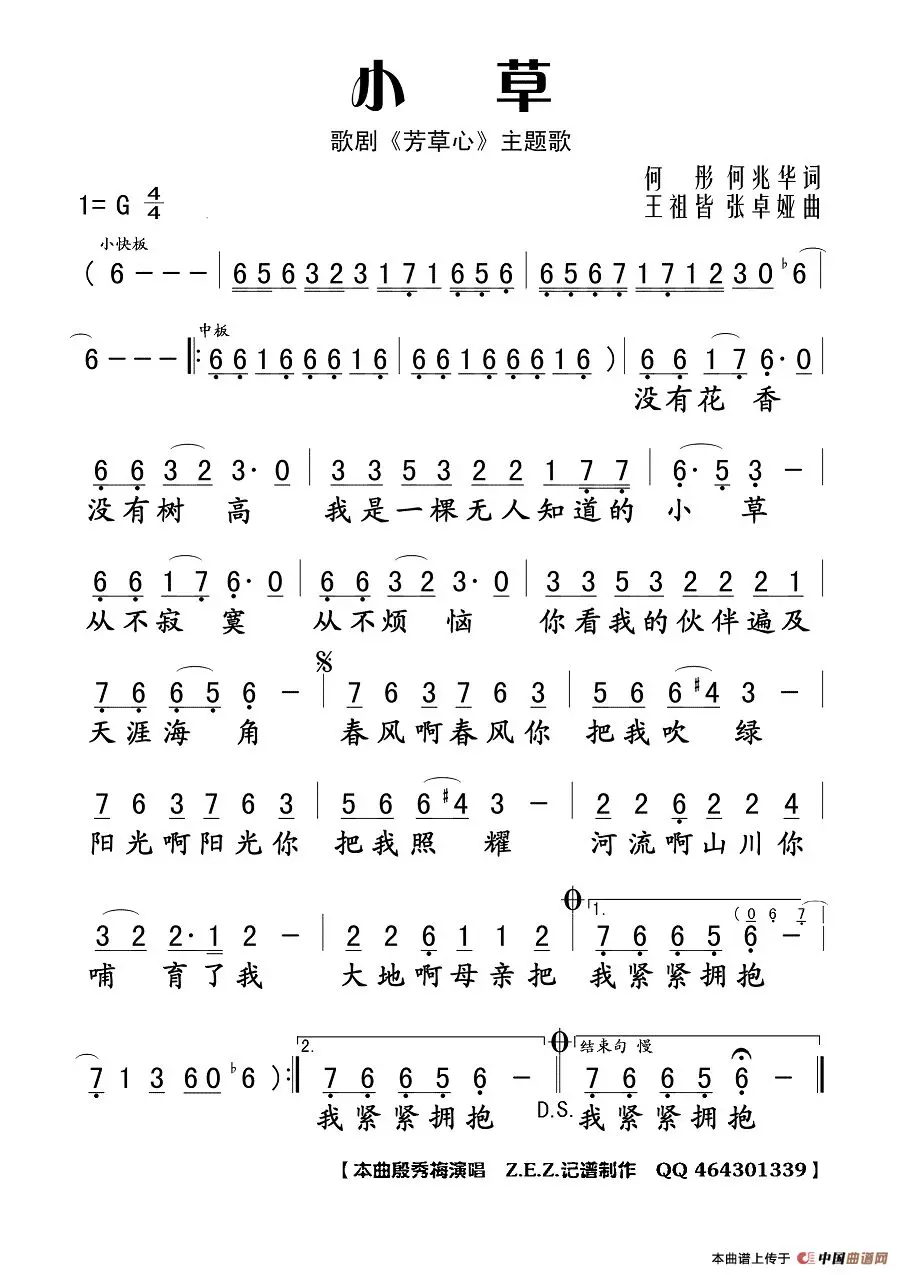 小 草
歌剧《芳草心》主题歌
何 彤 何兆华词
1= G 4/4
王祖皆 张卓娅曲
小快板
( 6 - - - | 6 5 6 3 2 3 1 7 1 6 5 6 | 6 5 6 7 1 7 1 2 3 0 ♭6 |
中板
6 - - - ‖: 6 6 1 6 6 6 1 6 | 6 6 1 6 6 6 1 6 ) | 6 6 1 7 6· 0 |
没有花 香
6 6 3 2 3· 0 | 3 3 5 3 2 2 1 7 7 | 6· 5 3 - |
没有树 高 我是一棵无人知道的 小 草
6 6 1 7 6· 0 | 6 6 3 2 3· 0 | 3 3 5 3 2 2 2 1 |
从不寂 寞 从不烦 恼 你看我的伙伴遍及
7 6 6 5 6 - | 7 6 3 7 6 3 | 5 6 6 #4 3 - |
天涯海 角 春风啊春风你 把我吹 绿
7 6 3 7 6 3 | 5 6 6 #4 3 - | 2 2 6 2 2 4 |
阳光啊阳光你 把我照 耀 河流啊山川你
1. (0 6 7
3 2 2· 1 2 - | 2 2 6 1 1 2 | 7 6 6 5 6 - |
哺 育了我 大地啊母亲把 我紧紧拥抱
2. 结束句 慢
7 1 3 6 0 ♭6 ) :‖ 7 6 6 5 6 - ‖ 7 6 6 5 6 - ‖
我紧紧拥抱 D.S. 我紧紧拥抱
【本曲殷秀梅演唱 Z.E.Z.记谱制作 QQ 464301339】
本曲谱上传于 中国曲谱网